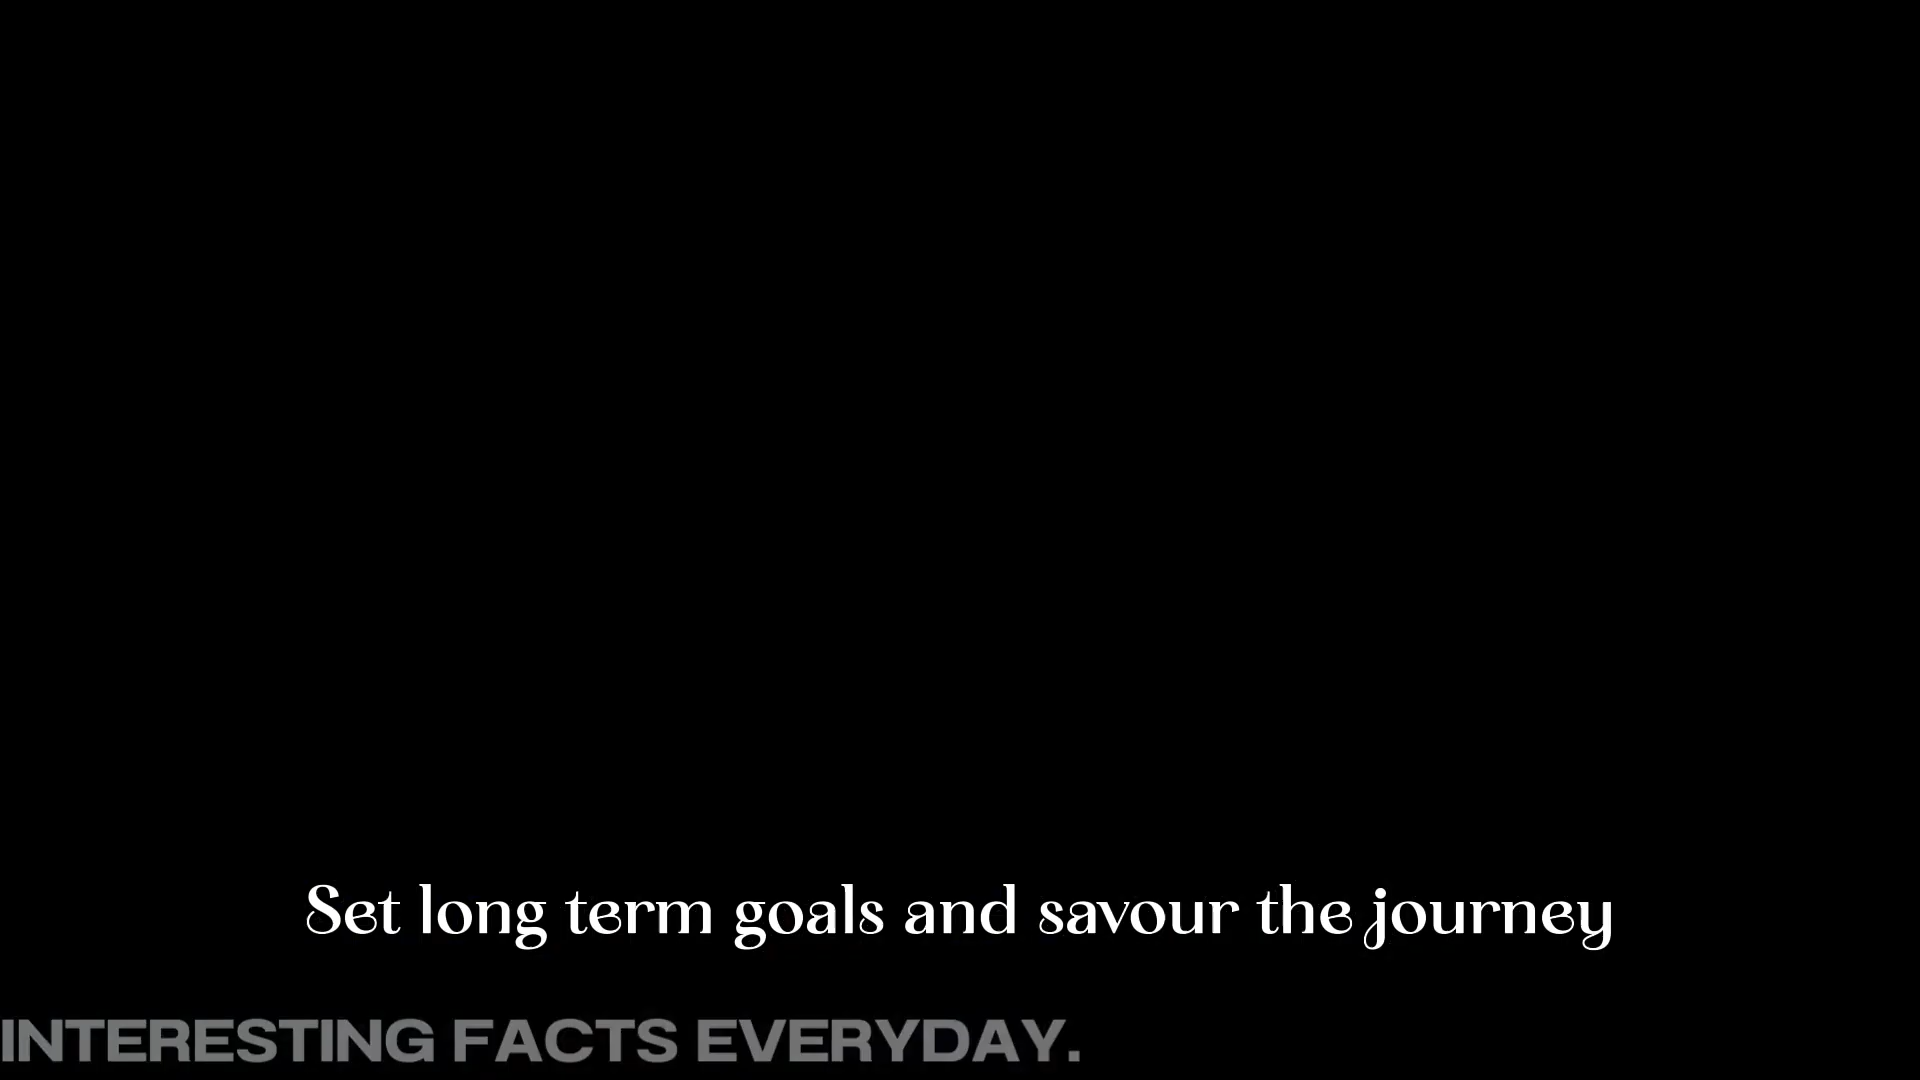 Set long term goals and savour the journey
INTERESTING FACTS EVERYDAY.